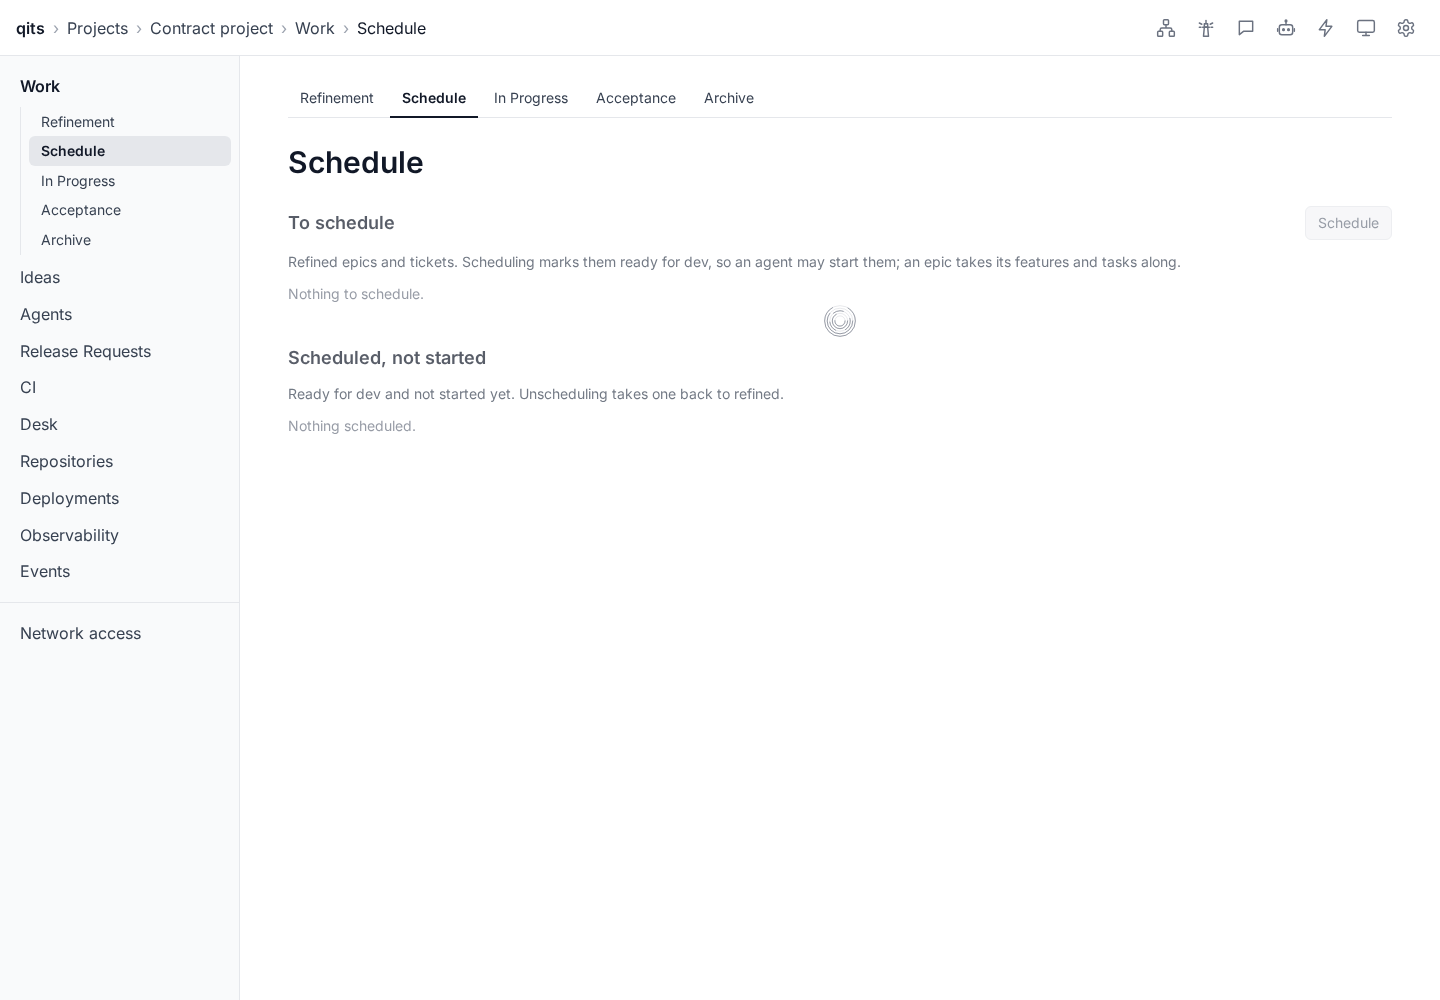 qits › Projects › Contract project › Work › Schedule
Work
Refinement
Schedule
In Progress
Acceptance
Archive
Ideas
Agents
Release Requests
CI
Desk
Repositories
Deployments
Observability
Events
Network access
Refinement Schedule In Progress Acceptance Archive
Schedule
To schedule
Schedule
Refined epics and tickets. Scheduling marks them ready for dev, so an agent may start them; an epic takes its features and tasks along.
Nothing to schedule.
Scheduled, not started
Ready for dev and not started yet. Unscheduling takes one back to refined.
Nothing scheduled.